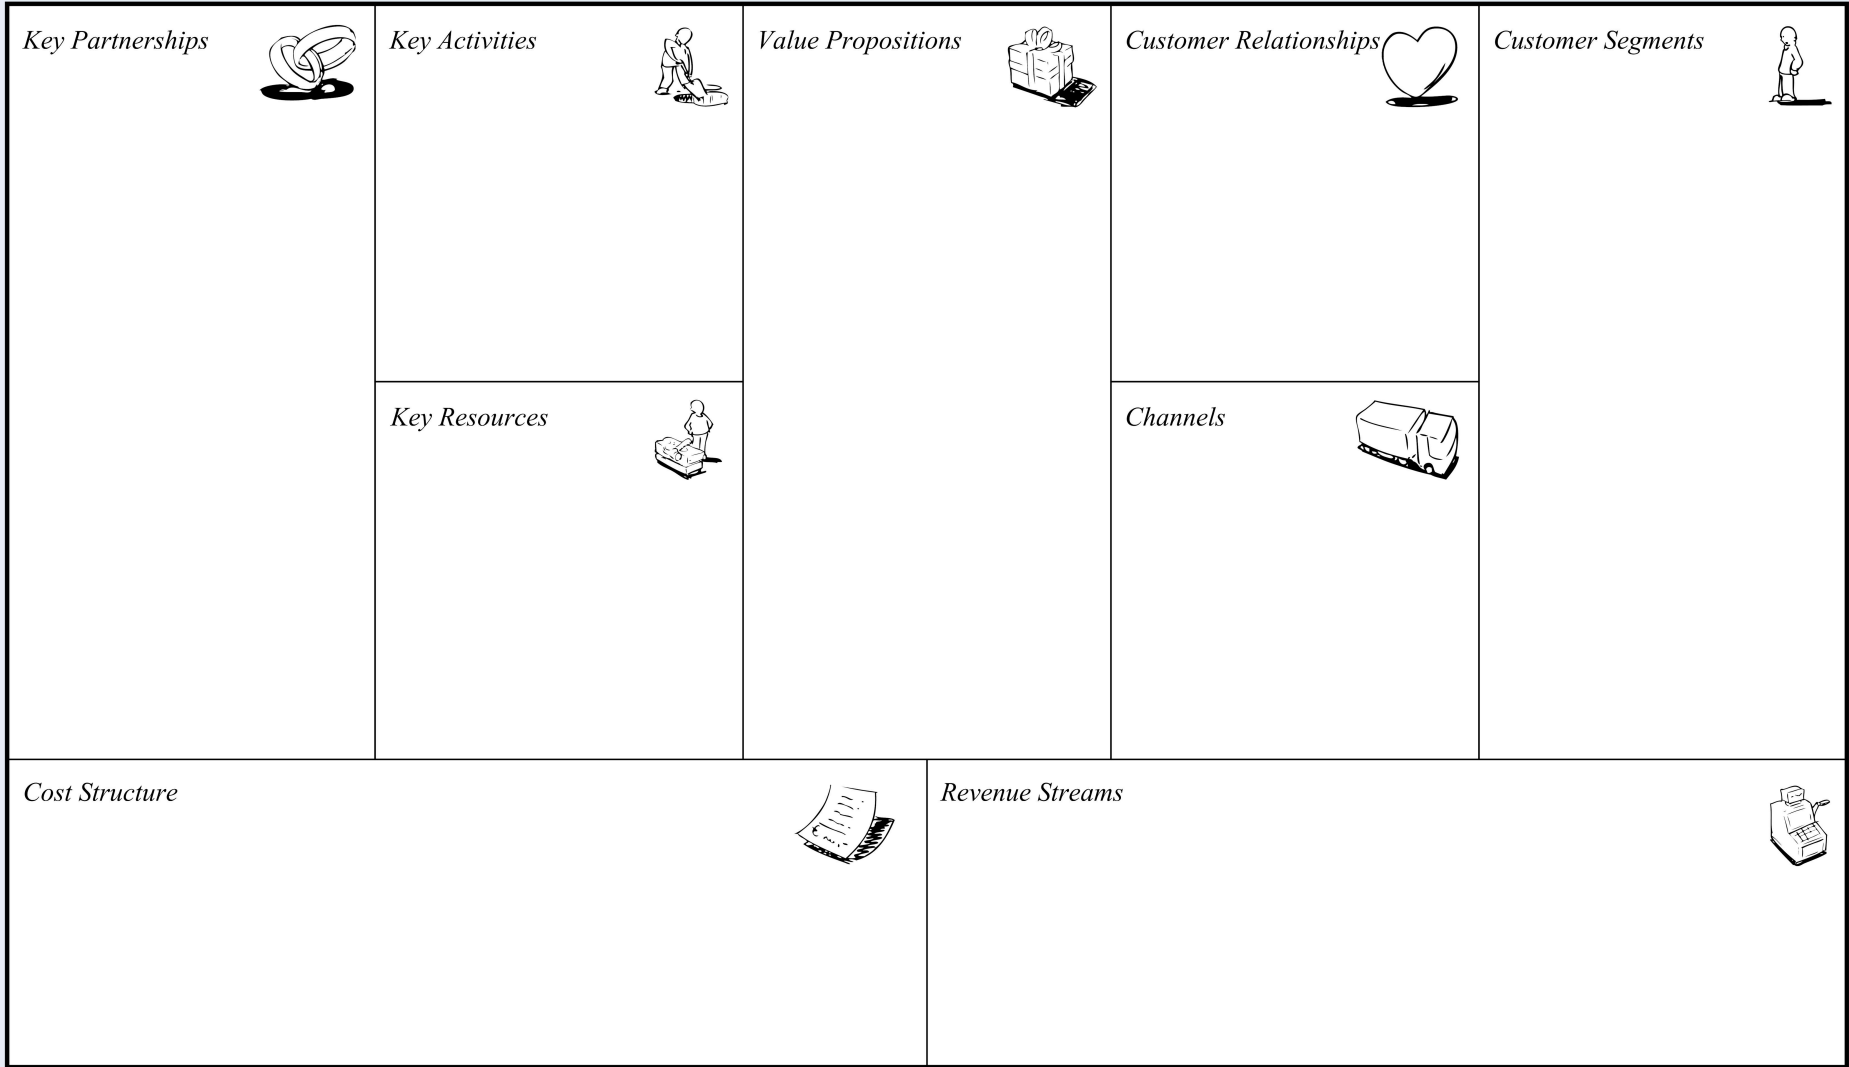 Key Partnerships
Key Activities
Value Propositions
Customer Relationships
Customer Segments
Key Resources
Channels
Cost Structure
Revenue Streams